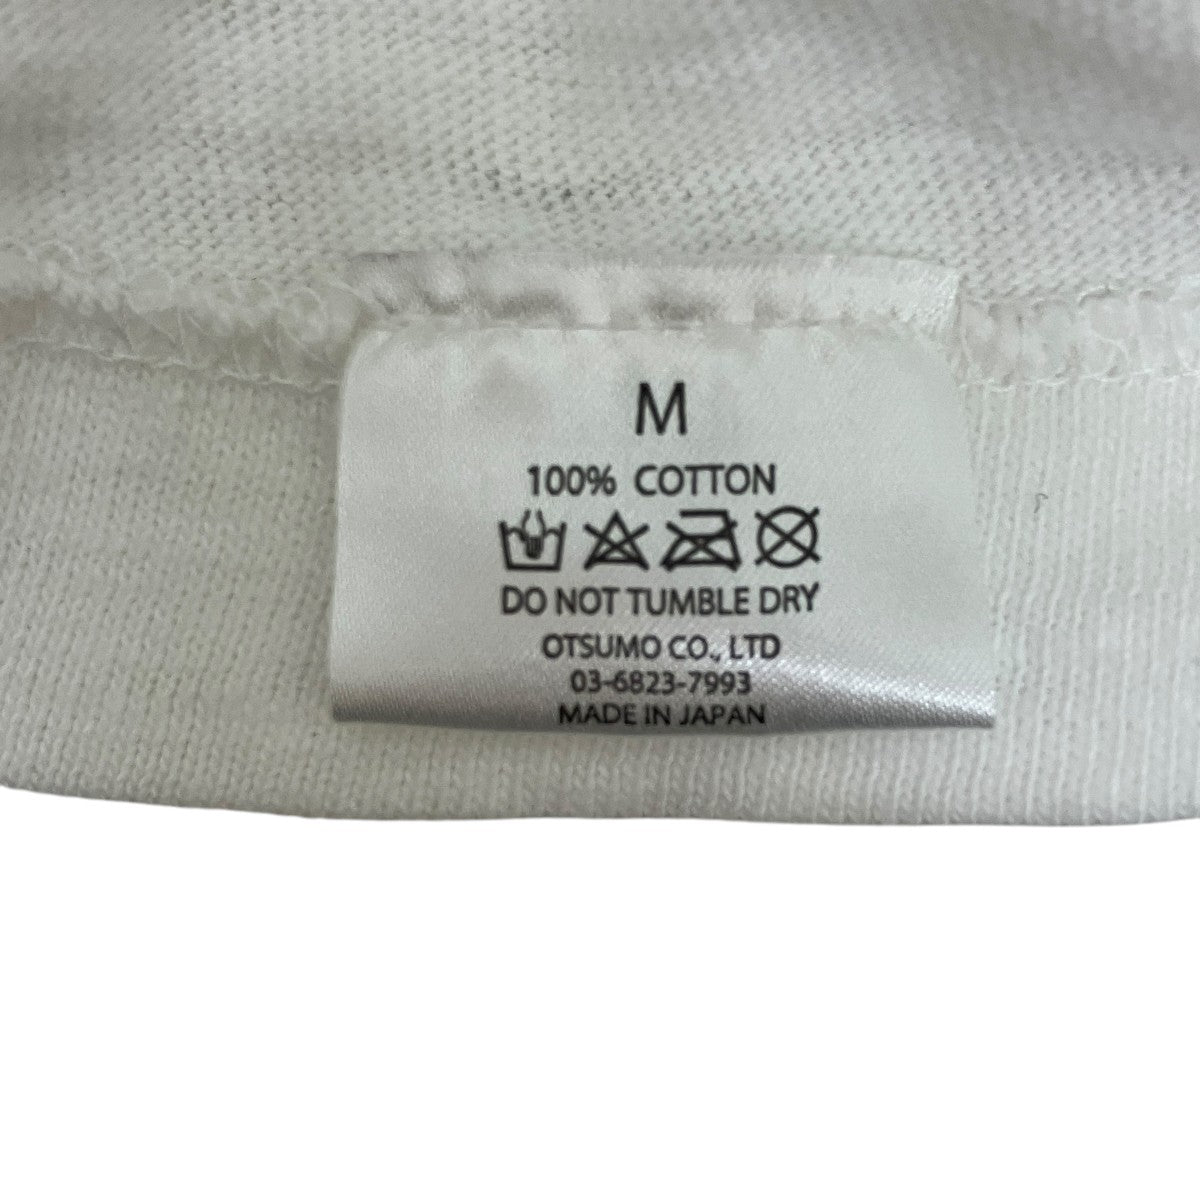 M
100% COTTON
DO NOT TUMBLE DRY
OTSUMO CO., LTD
03-6823-7993
MADE IN JAPAN